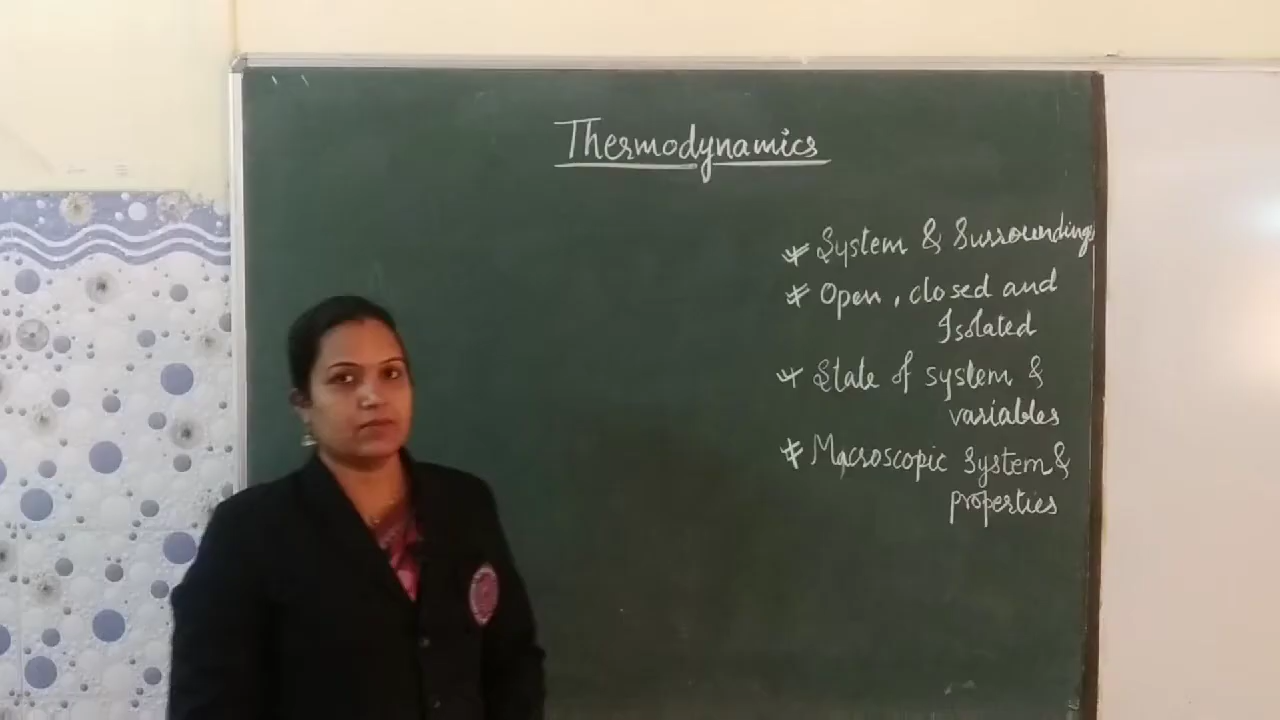 Thermodynamics
* System & Surroundings
* Open, closed and
Isolated
* State of system &
variables
* Macroscopic System &
properties